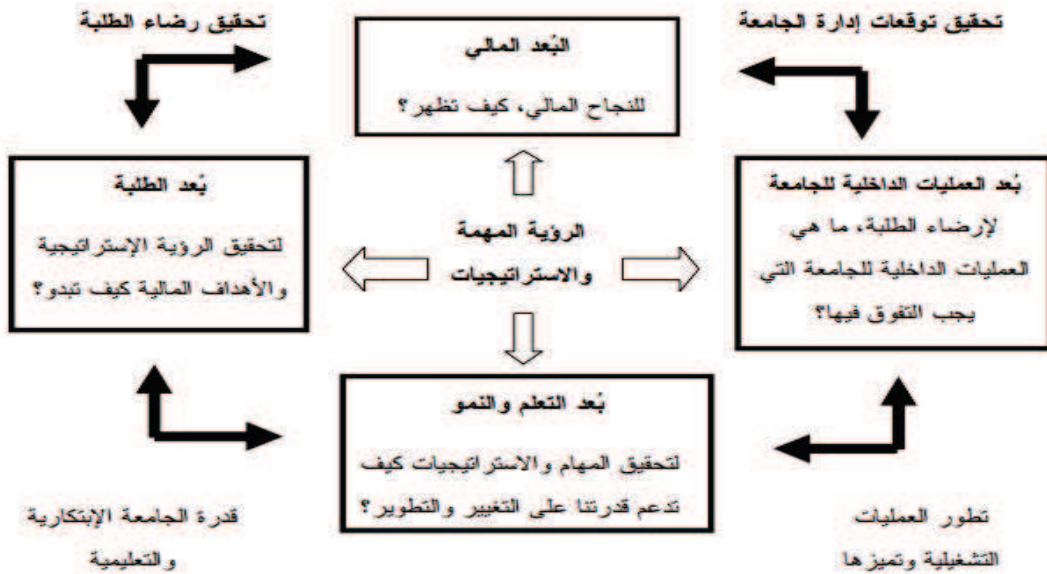 تحقيق توقعات إدارة الجامعة
تحقيق رضاء الطلبة
البُعد المالي
للنجاح المالي، كيف تظهر؟
بُعد العمليات الداخلية للجامعة
لإرضاء الطلبة، ما هي
العمليات الداخلية للجامعة التي
يجب التفوق فيها؟
الرؤية المهمة
والاستراتيجيات
بُعد الطلبة
لتحقيق الرؤية الإستراتيجية
والأهداف المالية كيف تبدو؟
بُعد التعلم والنمو
لتحقيق المهام والاستراتيجيات كيف
تدعم قدرتنا على التغيير والتطوير؟
تطور العمليات
التشغيلية وتميزها
قدرة الجامعة الإبتكارية
والتعليمية